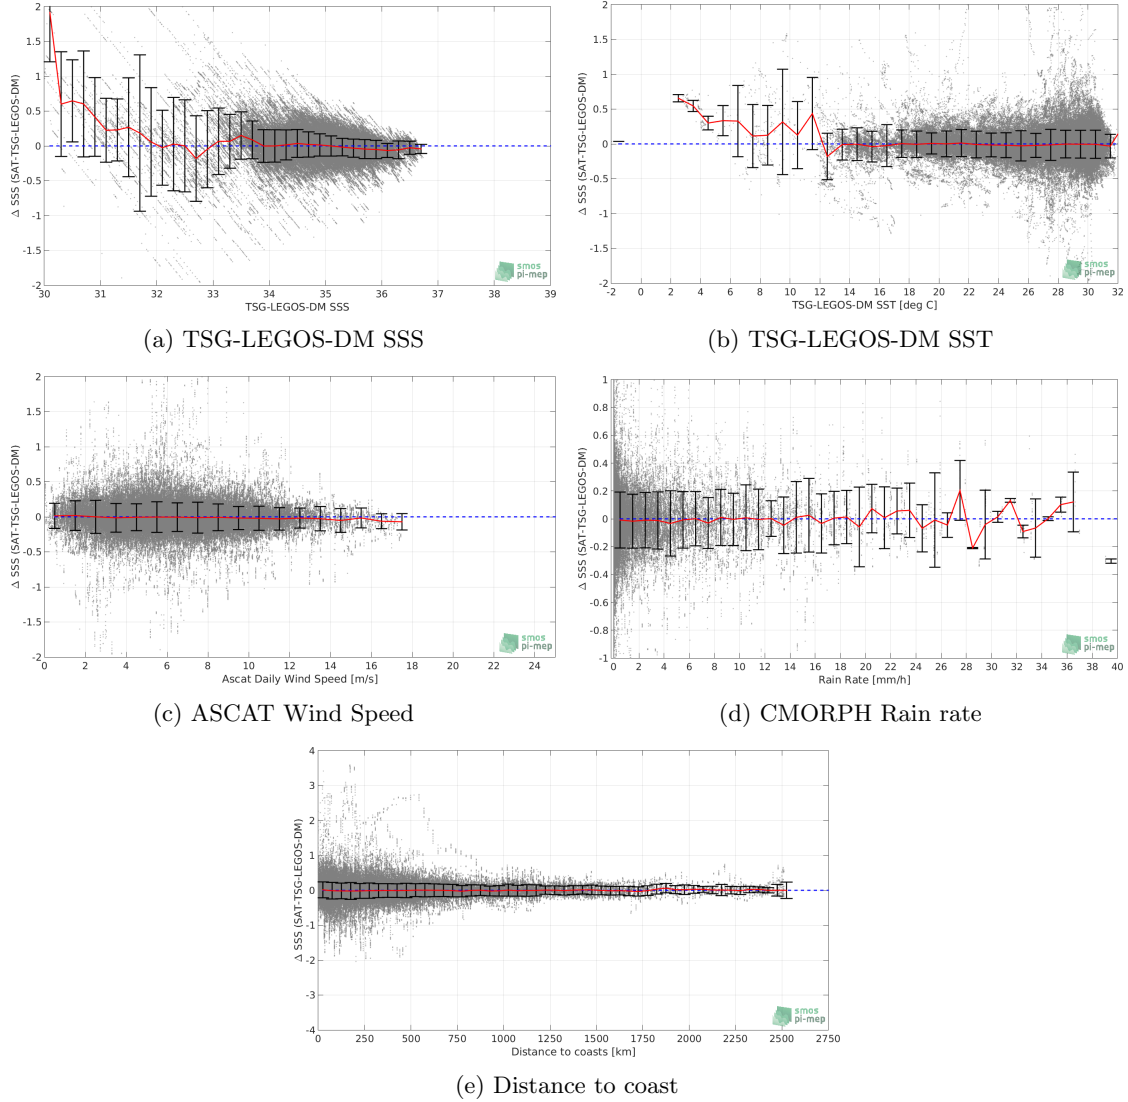 2
1.5
1
0.5
0
-0.5
-1
-1.5
-2
Δ SSS (SAT-TSG-LEGOS-DM)
30 31 32 33 34 35 36 37 38 39
TSG-LEGOS-DM SSS
smos
pi-mep
(a) TSG-LEGOS-DM SSS
2
1.5
1
0.5
0
-0.5
-1
-1.5
-2
Δ SSS (SAT-TSG-LEGOS-DM)
-2 0 2 4 6 8 10 12 14 16 18 20 22 24 26 28 30 32
TSG-LEGOS-DM SST [deg C]
smos
pi-mep
(b) TSG-LEGOS-DM SST
2
1.5
1
0.5
0
-0.5
-1
-1.5
-2
Δ SSS (SAT-TSG-LEGOS-DM)
0 2 4 6 8 10 12 14 16 18 20 22 24
Ascat Daily Wind Speed [m/s]
smos
pi-mep
(c) ASCAT Wind Speed
1
0.8
0.6
0.4
0.2
0
-0.2
-0.4
-0.6
-0.8
-1
Δ SSS (SAT-TSG-LEGOS-DM)
0 2 4 6 8 10 12 14 16 18 20 22 24 26 28 30 32 34 36 38 40
Rain Rate [mm/h]
smos
pi-mep
(d) CMORPH Rain rate
4
3
2
1
0
-1
-2
-3
-4
Δ SSS (SAT-TSG-LEGOS-DM)
0 250 500 750 1000 1250 1500 1750 2000 2250 2500 2750
Distance to coasts [km]
smos
pi-mep
(e) Distance to coast